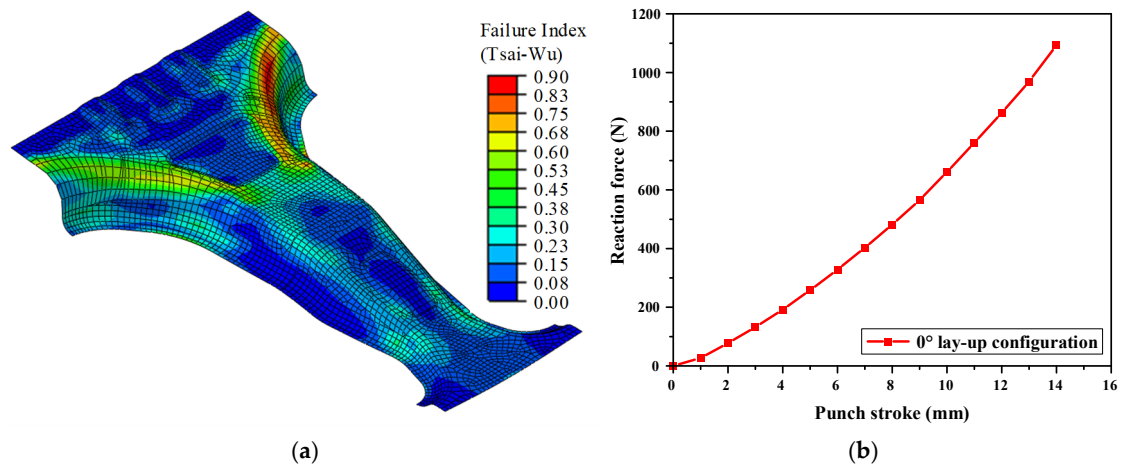 Failure Index
(Tsai-Wu)
0.90
0.83
0.75
0.68
0.60
0.53
0.45
0.38
0.30
0.23
0.15
0.08
0.00
(a)
1200
1000
800
600
400
200
0
Reaction force (N)
0° lay-up configuration
0 2 4 6 8 10 12 14 16
Punch stroke (mm)
(b)